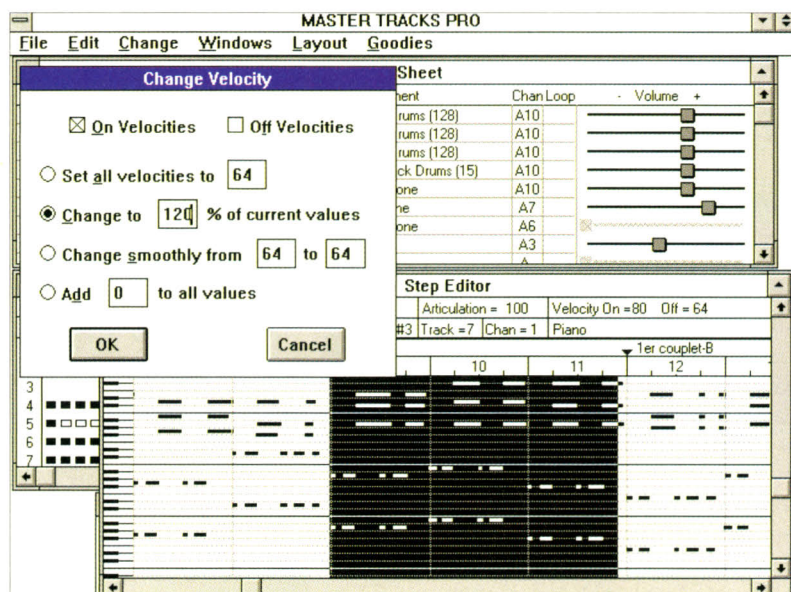 MASTER TRACKS PRO
File Edit Change Windows Layout Goodies
Change Velocity
On Velocities Off Velocities
Set all velocities to 64
Change to 120 % of current values
Change smoothly from 64 to 64
Add 0 to all values
OK Cancel
Sheet
Chan Loop - Volume +
rums (128) A10
rums (128) A10
rums (128) A10
ck Drums (15) A10
one A10
ne A7
one A6
A3
Step Editor
Articulation = 100 Velocity On =80 Off = 64
#3 Track =7 Chan = 1 Piano
1er couplet-B
10 11 12
3
4
5
6
7